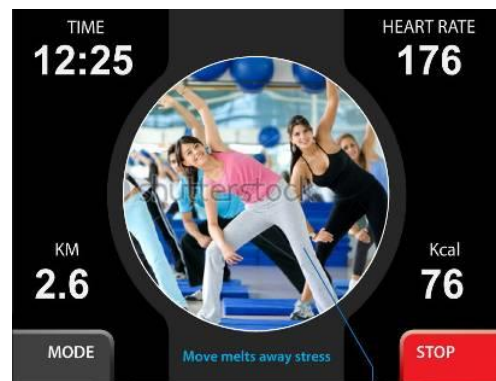 TIME
12:25
HEART RATE
176
shutterstock
KM
2.6
Kcal
76
MODE
Move melts away stress
STOP